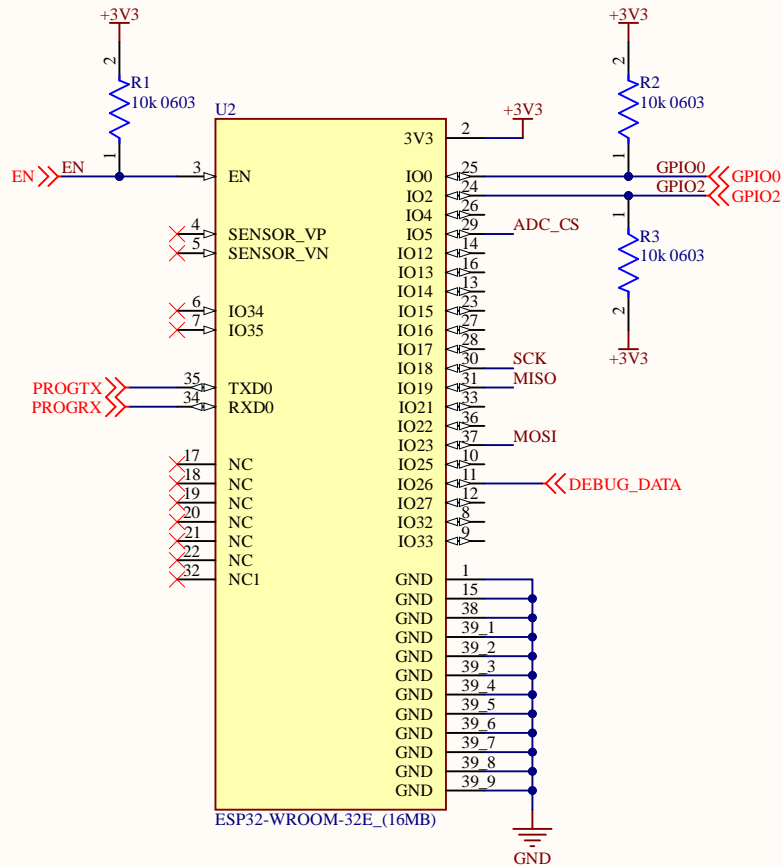 +3V3
2
R1
10k 0603
1
EN
EN
+3V3
2
R2
10k 0603
1
GPIO0
GPIO0
GPIO2
GPIO2
1
R3
10k 0603
2
+3V3
U2
+3V3
3V3 2
3 EN
IO0 25
IO2 24
IO4 26
4 SENSOR_VP
IO5 29 ADC_CS
5 SENSOR_VN
IO12 14
IO13 16
IO14 13
6 IO34
IO15 23
7 IO35
IO16 27
IO17 28
IO18 30 SCK
PROGTX 35 TXD0
IO19 31 MISO
PROGRX 34 RXD0
IO21 33
IO22 36
IO23 37 MOSI
17 NC
IO25 10
18 NC
IO26 11 DEBUG_DATA
19 NC
IO27 12
20 NC
IO32 8
21 NC
IO33 9
22 NC
32 NC1
GND 1
GND 15
GND 38
GND 39_1
GND 39_2
GND 39_3
GND 39_4
GND 39_5
GND 39_6
GND 39_7
GND 39_8
GND 39_9
ESP32-WROOM-32E_(16MB)
GND